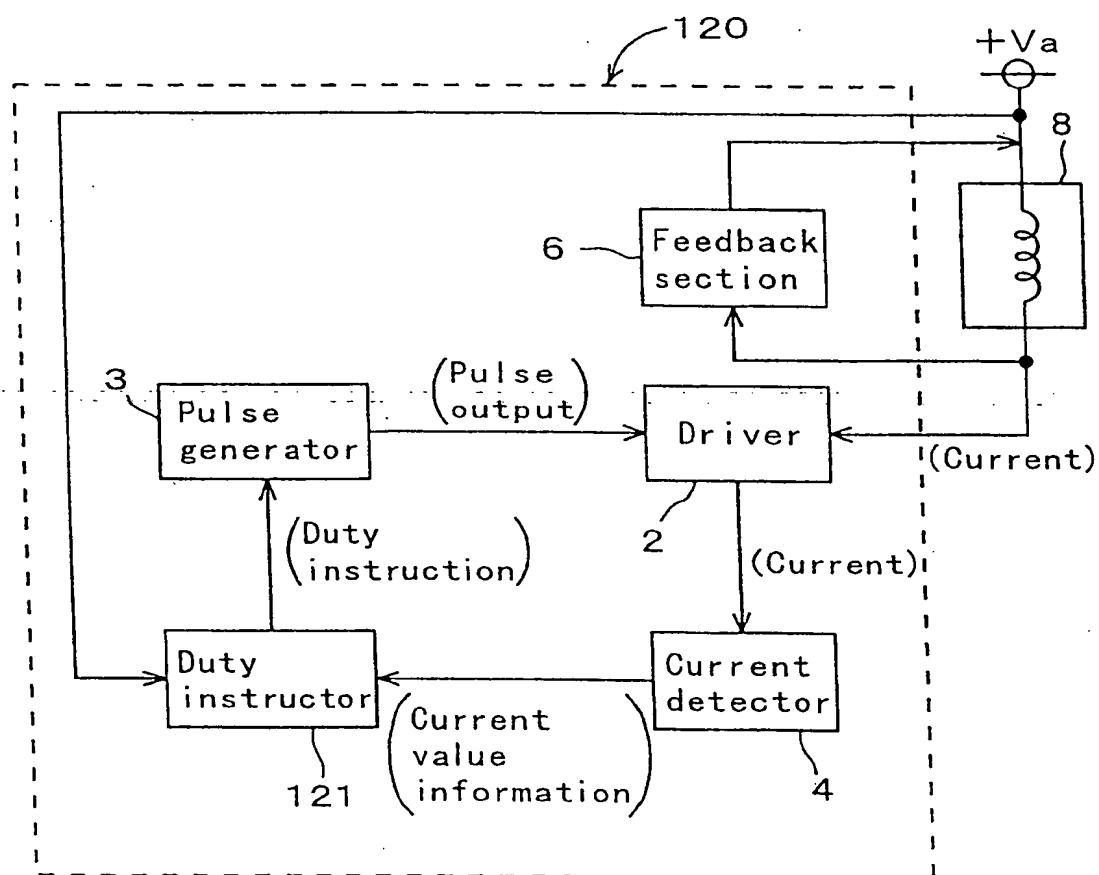 120
+Va
8
6
Feedback
section
3
(Pulse
output)
Pulse
generator
Driver
(Current)
2
(Duty
instruction)
(Current)
Duty
instructor
Current
detector
(Current
value
information)
121
4